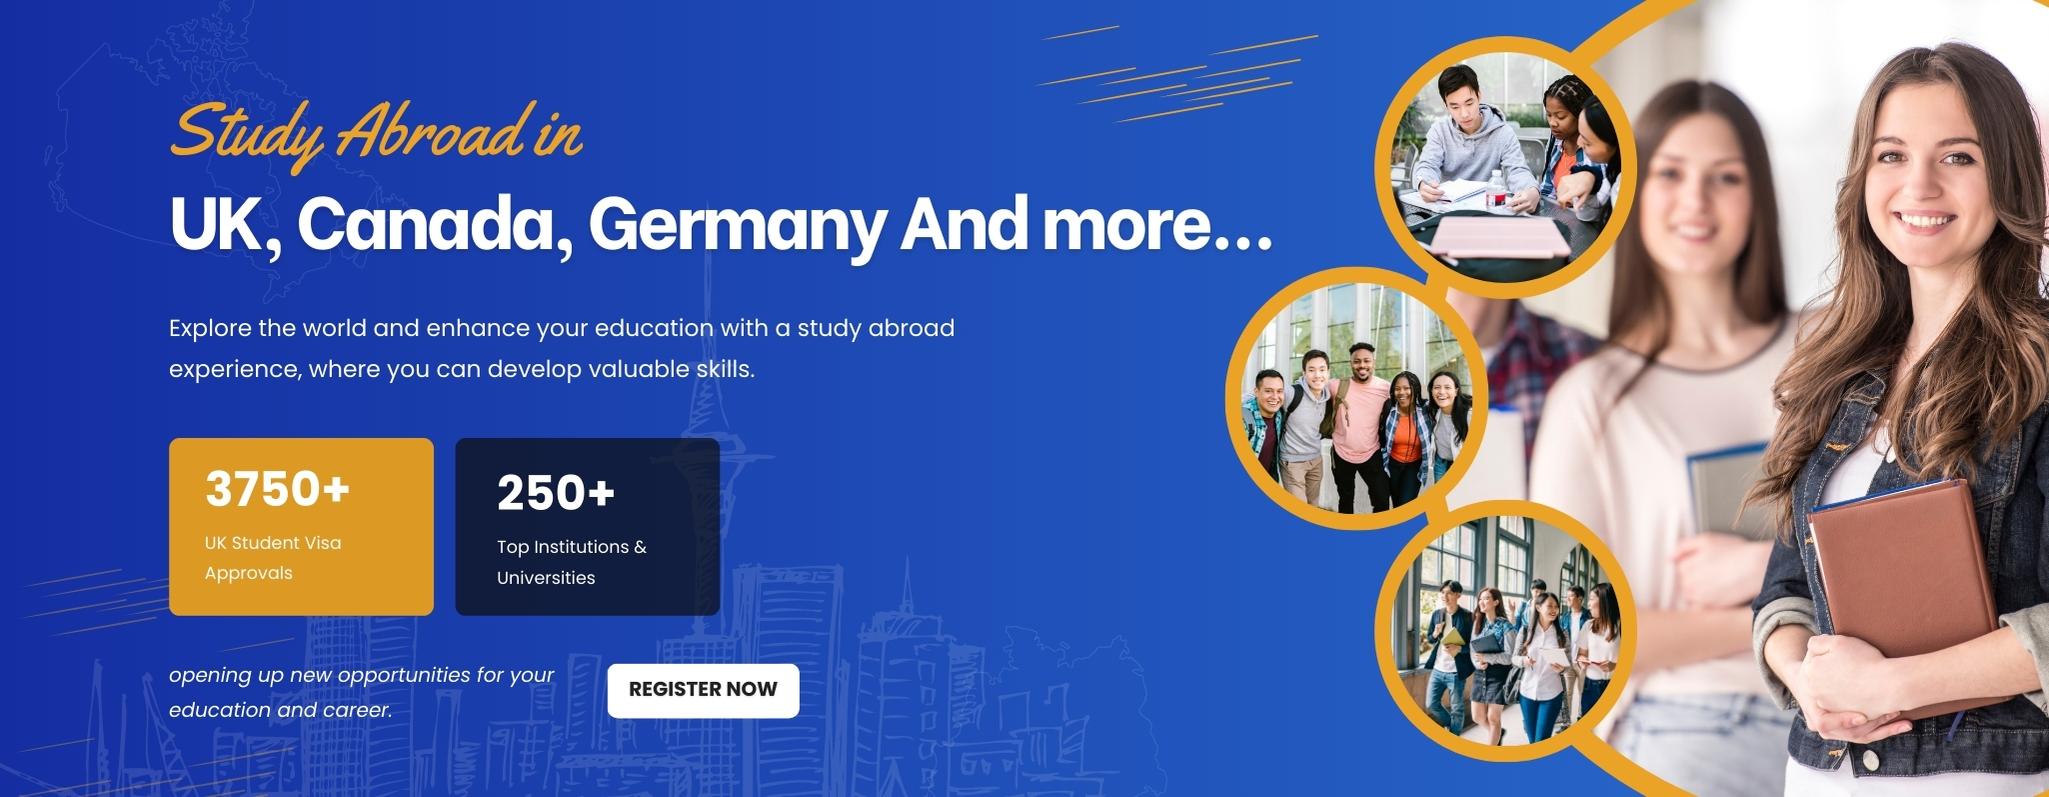 Study Abroad in
UK, Canada, Germany And more...
Explore the world and enhance your education with a study abroad
experience, where you can develop valuable skills.
3750+
UK Student Visa
Approvals
250+
Top Institutions &
Universities
opening up new opportunities for your
education and career.
REGISTER NOW